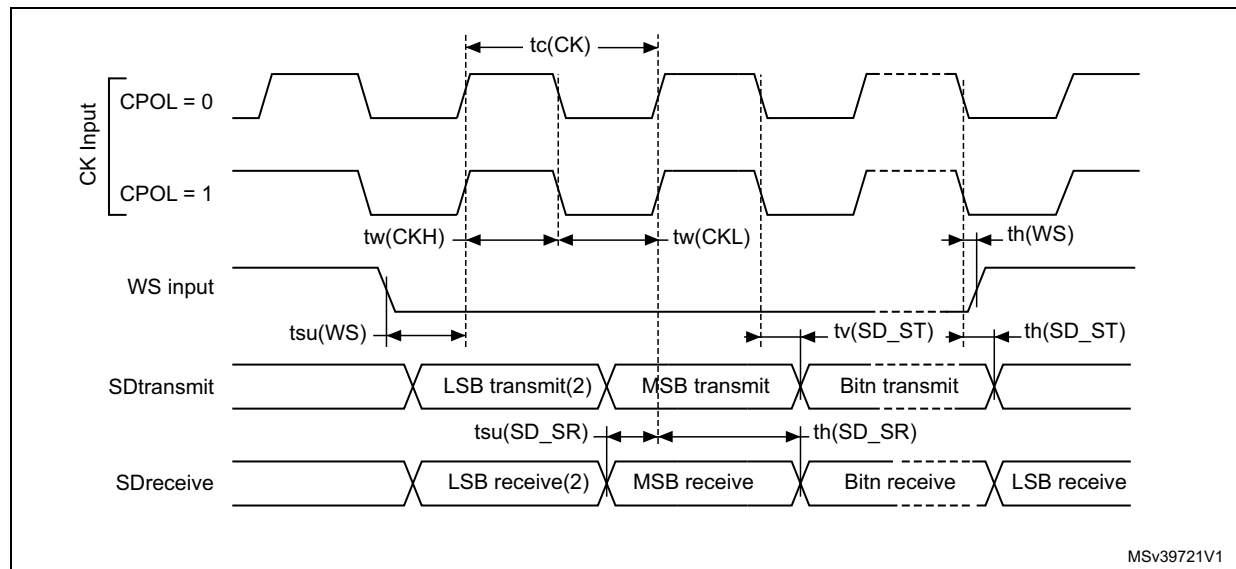 tc(CK)
CK Input
CPOL = 0
CPOL = 1
tw(CKH)
tw(CKL)
th(WS)
WS input
tsu(WS)
tv(SD_ST)
th(SD_ST)
SDtransmit
LSB transmit(2)
MSB transmit
Bitn transmit
tsu(SD_SR)
th(SD_SR)
SDreceive
LSB receive(2)
MSB receive
Bitn receive
LSB receive
MSv39721V1